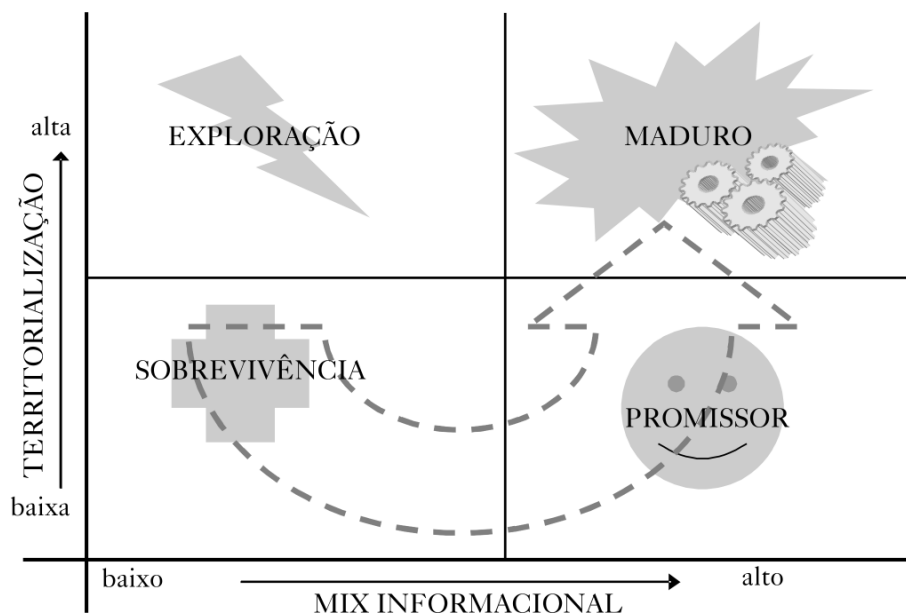 alta
EXPLORAÇÃO
MADURO
TERRITORIALIZAÇÃO
SOBREVIVÊNCIA
PROMISSOR
baixa
baixo
alto
MIX INFORMACIONAL